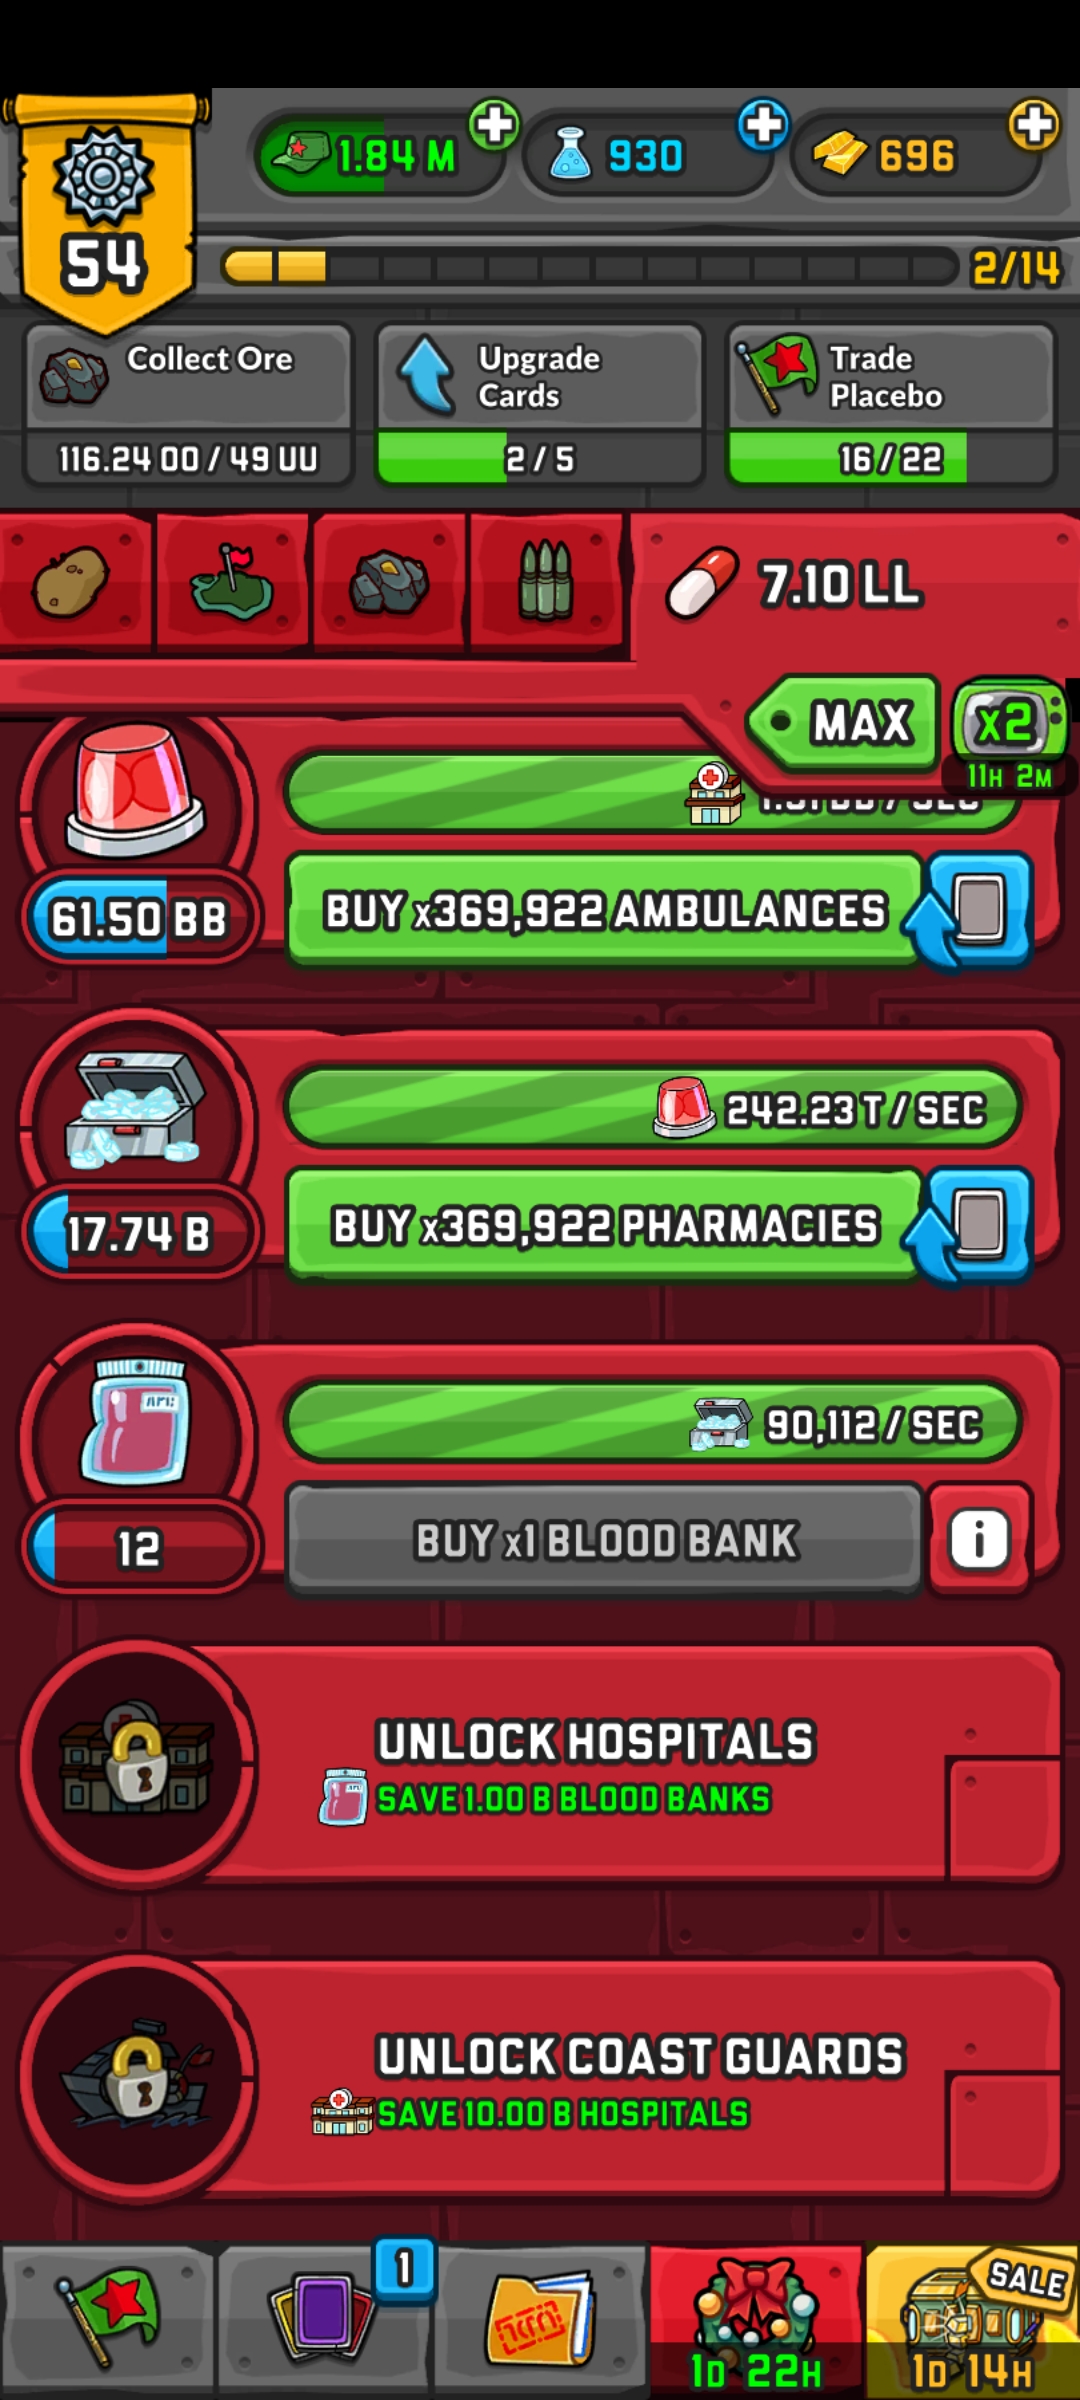 1.84 M
930
696
54
2/14
Collect Ore
Upgrade
Cards
Trade
Placebo
116.24 OO / 49 UU
2 / 5
16 / 22
7.10 LL
MAX
x2
11H 2M
61.50 BB
BUY x369,922 AMBULANCES
242.23 T / SEC
17.74 B
BUY x369,922 PHARMACIES
90,112 / SEC
12
BUY x1 BLOOD BANK
i
UNLOCK HOSPITALS
SAVE 1.00 B BLOOD BANKS
UNLOCK COAST GUARDS
SAVE 10.00 B HOSPITALS
1
SALE
1D 22H
1D 14H